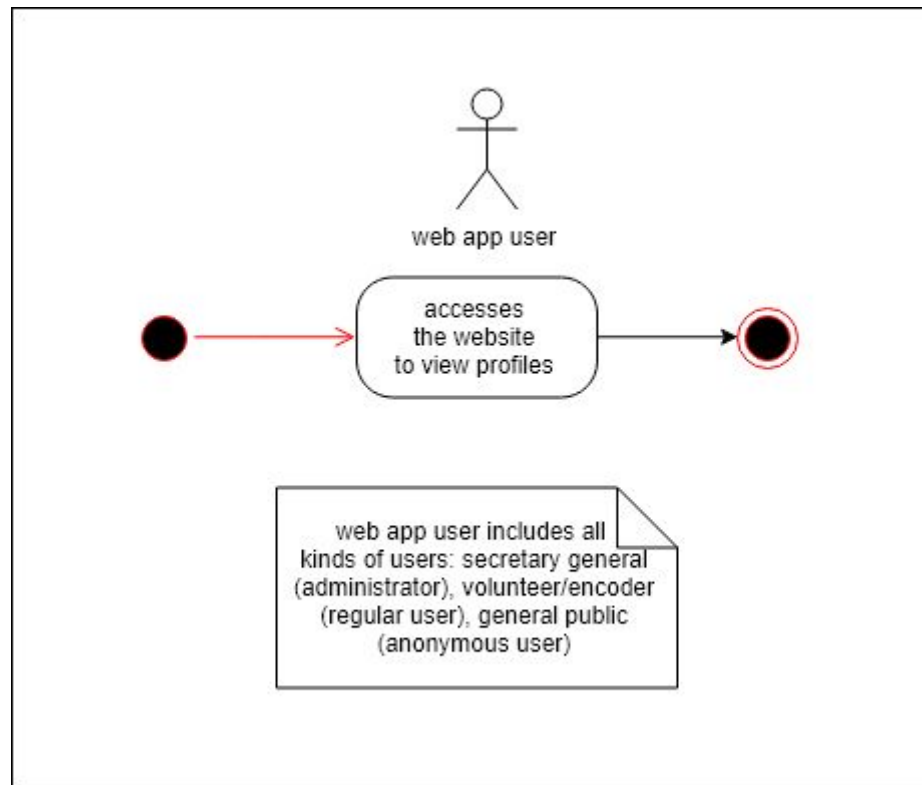 web app user
accesses
the website
to view profiles
web app user includes all
kinds of users: secretary general
(administrator), volunteer/encoder
(regular user), general public
(anonymous user)